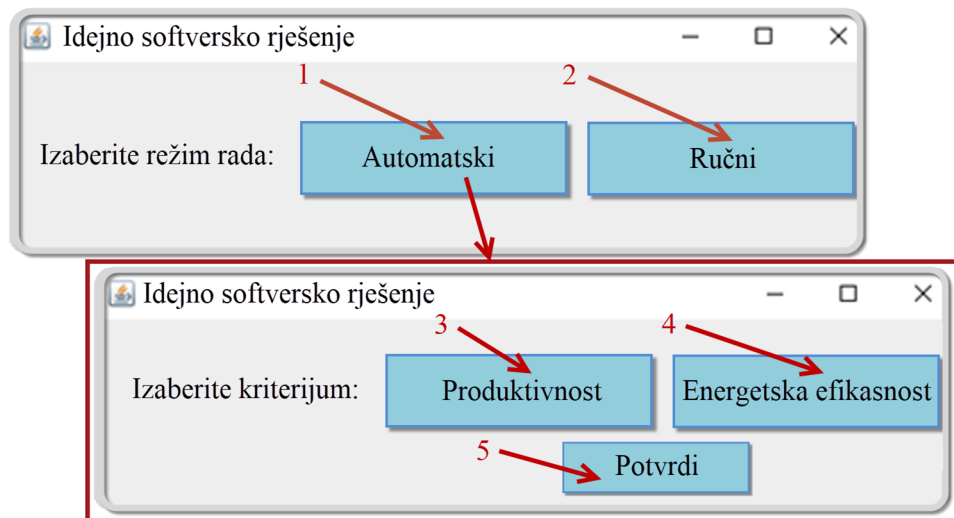 Idejno softversko rješenje
1
2
Izaberite režim rada:
Automatski
Ručni
Idejno softversko rješenje
3
4
Izaberite kriterijum:
Produktivnost
Energetska efikasnost
5
Potvrdi